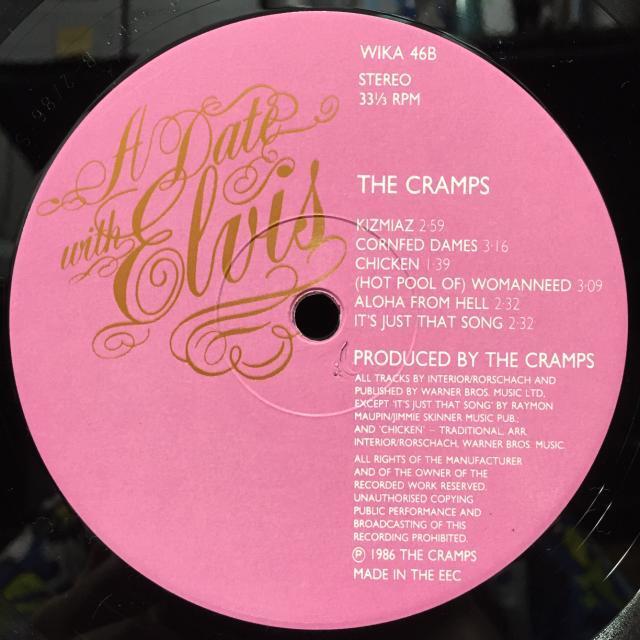 A Date
with Elvis
WIKA 46B
STEREO
33⅓ RPM
THE CRAMPS
KIZMIAZ 2·59
CORNFED DAMES 3·16
CHICKEN 1·39
(HOT POOL OF) WOMANNEED 3·09
ALOHA FROM HELL 2·32
IT'S JUST THAT SONG 2·32
PRODUCED BY THE CRAMPS
ALL TRACKS BY INTERIOR/RORSCHACH AND
PUBLISHED BY WARNER BROS. MUSIC LTD.
EXCEPT 'IT'S JUST THAT SONG' BY RAYMON
MAUPIN/JIMMIE SKINNER MUSIC PUB.,
AND 'CHICKEN' – TRADITIONAL, ARR.
INTERIOR/RORSCHACH, WARNER BROS. MUSIC.
ALL RIGHTS OF THE MANUFACTURER
AND OF THE OWNER OF THE
RECORDED WORK RESERVED.
UNAUTHORISED COPYING
PUBLIC PERFORMANCE AND
BROADCASTING OF THIS
RECORDING PROHIBITED.
℗ 1986 THE CRAMPS
MADE IN THE EEC